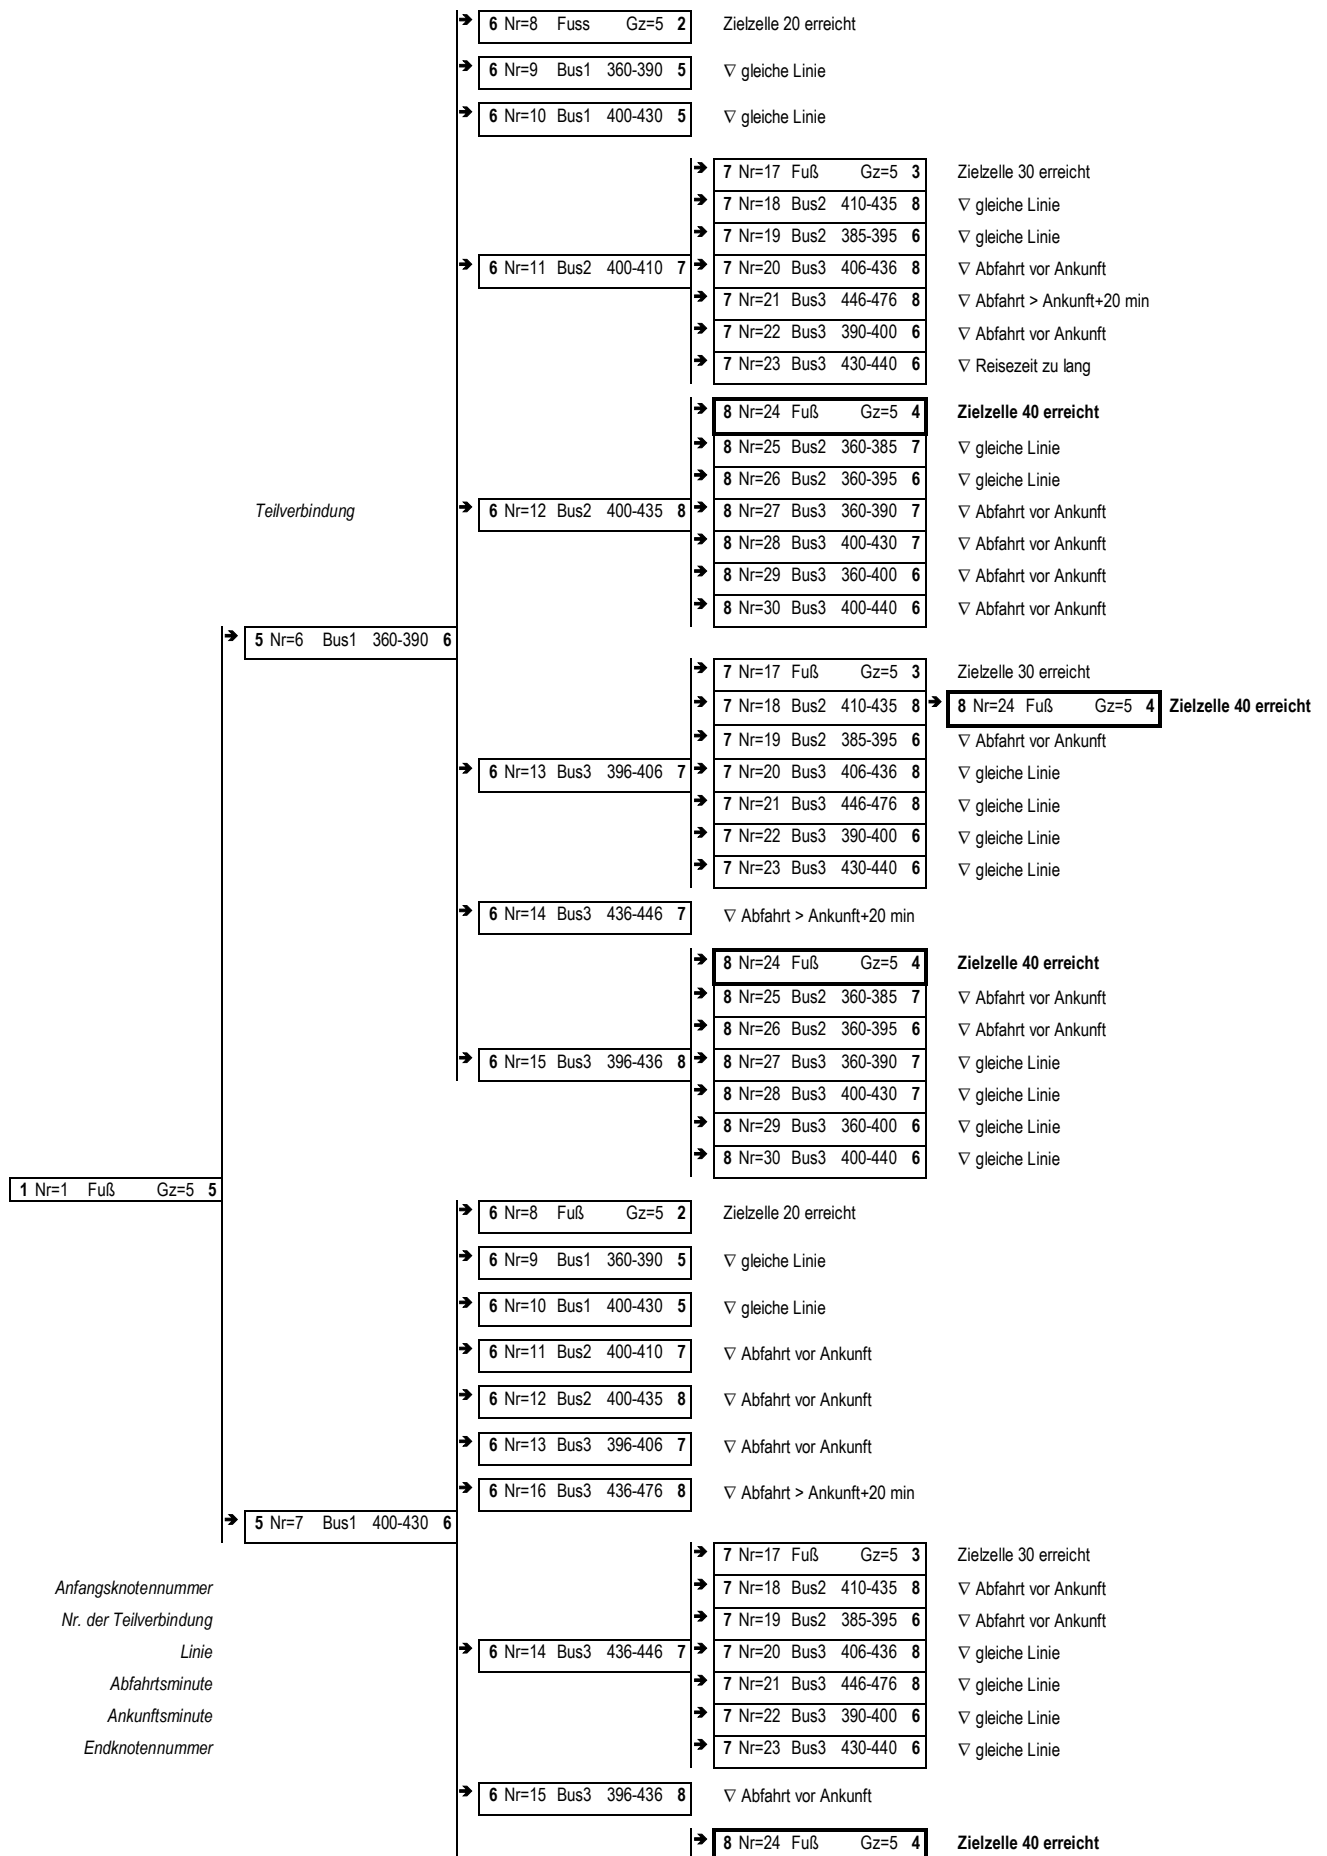 6 Nr=8 Fuss Gz=5 2 Zielzelle 20 erreicht
6 Nr=9 Bus1 360-390 5 ∇ gleiche Linie
6 Nr=10 Bus1 400-430 5 ∇ gleiche Linie
7 Nr=17 Fuß Gz=5 3 Zielzelle 30 erreicht
7 Nr=18 Bus2 410-435 8 ∇ gleiche Linie
7 Nr=19 Bus2 385-395 6 ∇ gleiche Linie
6 Nr=11 Bus2 400-410 7 7 Nr=20 Bus3 406-436 8 ∇ Abfahrt vor Ankunft
7 Nr=21 Bus3 446-476 8 ∇ Abfahrt > Ankunft+20 min
7 Nr=22 Bus3 390-400 6 ∇ Abfahrt vor Ankunft
7 Nr=23 Bus3 430-440 6 ∇ Reisezeit zu lang
8 Nr=24 Fuß Gz=5 4 Zielzelle 40 erreicht
8 Nr=25 Bus2 360-385 7 ∇ gleiche Linie
8 Nr=26 Bus2 360-395 6 ∇ gleiche Linie
Teilverbindung 6 Nr=12 Bus2 400-435 8 8 Nr=27 Bus3 360-390 7 ∇ Abfahrt vor Ankunft
8 Nr=28 Bus3 400-430 7 ∇ Abfahrt vor Ankunft
8 Nr=29 Bus3 360-400 6 ∇ Abfahrt vor Ankunft
8 Nr=30 Bus3 400-440 6 ∇ Abfahrt vor Ankunft
5 Nr=6 Bus1 360-390 6
7 Nr=17 Fuß Gz=5 3 Zielzelle 30 erreicht
7 Nr=18 Bus2 410-435 8 8 Nr=24 Fuß Gz=5 4 Zielzelle 40 erreicht
7 Nr=19 Bus2 385-395 6 ∇ Abfahrt vor Ankunft
6 Nr=13 Bus3 396-406 7 7 Nr=20 Bus3 406-436 8 ∇ gleiche Linie
7 Nr=21 Bus3 446-476 8 ∇ gleiche Linie
7 Nr=22 Bus3 390-400 6 ∇ gleiche Linie
7 Nr=23 Bus3 430-440 6 ∇ gleiche Linie
6 Nr=14 Bus3 436-446 7 ∇ Abfahrt > Ankunft+20 min
8 Nr=24 Fuß Gz=5 4 Zielzelle 40 erreicht
8 Nr=25 Bus2 360-385 7 ∇ Abfahrt vor Ankunft
8 Nr=26 Bus2 360-395 6 ∇ Abfahrt vor Ankunft
6 Nr=15 Bus3 396-436 8 8 Nr=27 Bus3 360-390 7 ∇ gleiche Linie
8 Nr=28 Bus3 400-430 7 ∇ gleiche Linie
8 Nr=29 Bus3 360-400 6 ∇ gleiche Linie
8 Nr=30 Bus3 400-440 6 ∇ gleiche Linie
1 Nr=1 Fuß Gz=5 5
6 Nr=8 Fuß Gz=5 2 Zielzelle 20 erreicht
6 Nr=9 Bus1 360-390 5 ∇ gleiche Linie
6 Nr=10 Bus1 400-430 5 ∇ gleiche Linie
6 Nr=11 Bus2 400-410 7 ∇ Abfahrt vor Ankunft
6 Nr=12 Bus2 400-435 8 ∇ Abfahrt vor Ankunft
6 Nr=13 Bus3 396-406 7 ∇ Abfahrt vor Ankunft
6 Nr=16 Bus3 436-476 8 ∇ Abfahrt > Ankunft+20 min
5 Nr=7 Bus1 400-430 6
7 Nr=17 Fuß Gz=5 3 Zielzelle 30 erreicht
Anfangsknotennummer 7 Nr=18 Bus2 410-435 8 ∇ Abfahrt vor Ankunft
Nr. der Teilverbindung 7 Nr=19 Bus2 385-395 6 ∇ Abfahrt vor Ankunft
Linie 6 Nr=14 Bus3 436-446 7 7 Nr=20 Bus3 406-436 8 ∇ gleiche Linie
Abfahrtsminute 7 Nr=21 Bus3 446-476 8 ∇ gleiche Linie
Ankunftsminute 7 Nr=22 Bus3 390-400 6 ∇ gleiche Linie
Endknotennummer 7 Nr=23 Bus3 430-440 6 ∇ gleiche Linie
6 Nr=15 Bus3 396-436 8 ∇ Abfahrt vor Ankunft
8 Nr=24 Fuß Gz=5 4 Zielzelle 40 erreicht